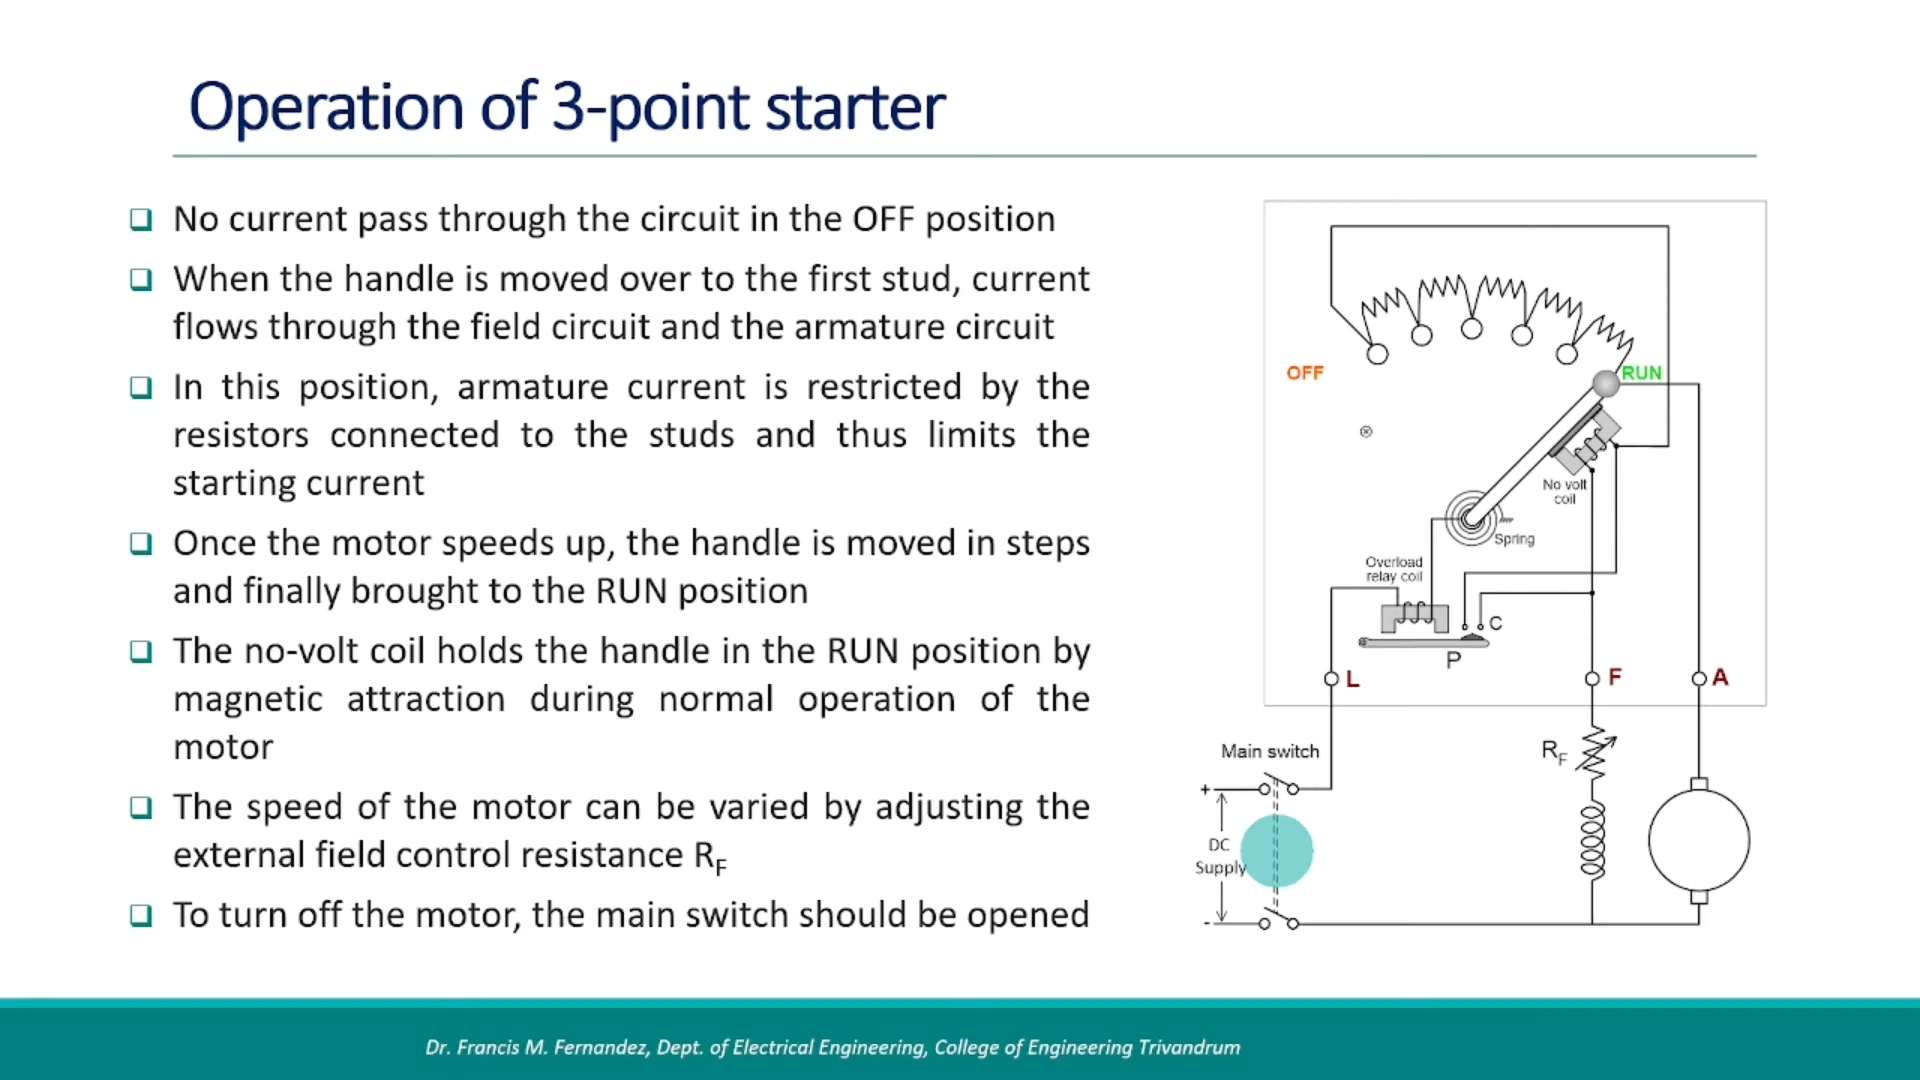 Operation of 3-point starter
No current pass through the circuit in the OFF position
When the handle is moved over to the first stud, current
flows through the field circuit and the armature circuit
In this position, armature current is restricted by the
resistors connected to the studs and thus limits the
starting current
Once the motor speeds up, the handle is moved in steps
and finally brought to the RUN position
The no-volt coil holds the handle in the RUN position by
magnetic attraction during normal operation of the
motor
The speed of the motor can be varied by adjusting the
external field control resistance RF
To turn off the motor, the main switch should be opened
OFF
RUN
No volt
coil
Spring
Overload
relay coil
C
P
L
F
A
Main switch
RF
+
DC
Supply
-
Dr. Francis M. Fernandez, Dept. of Electrical Engineering, College of Engineering Trivandrum